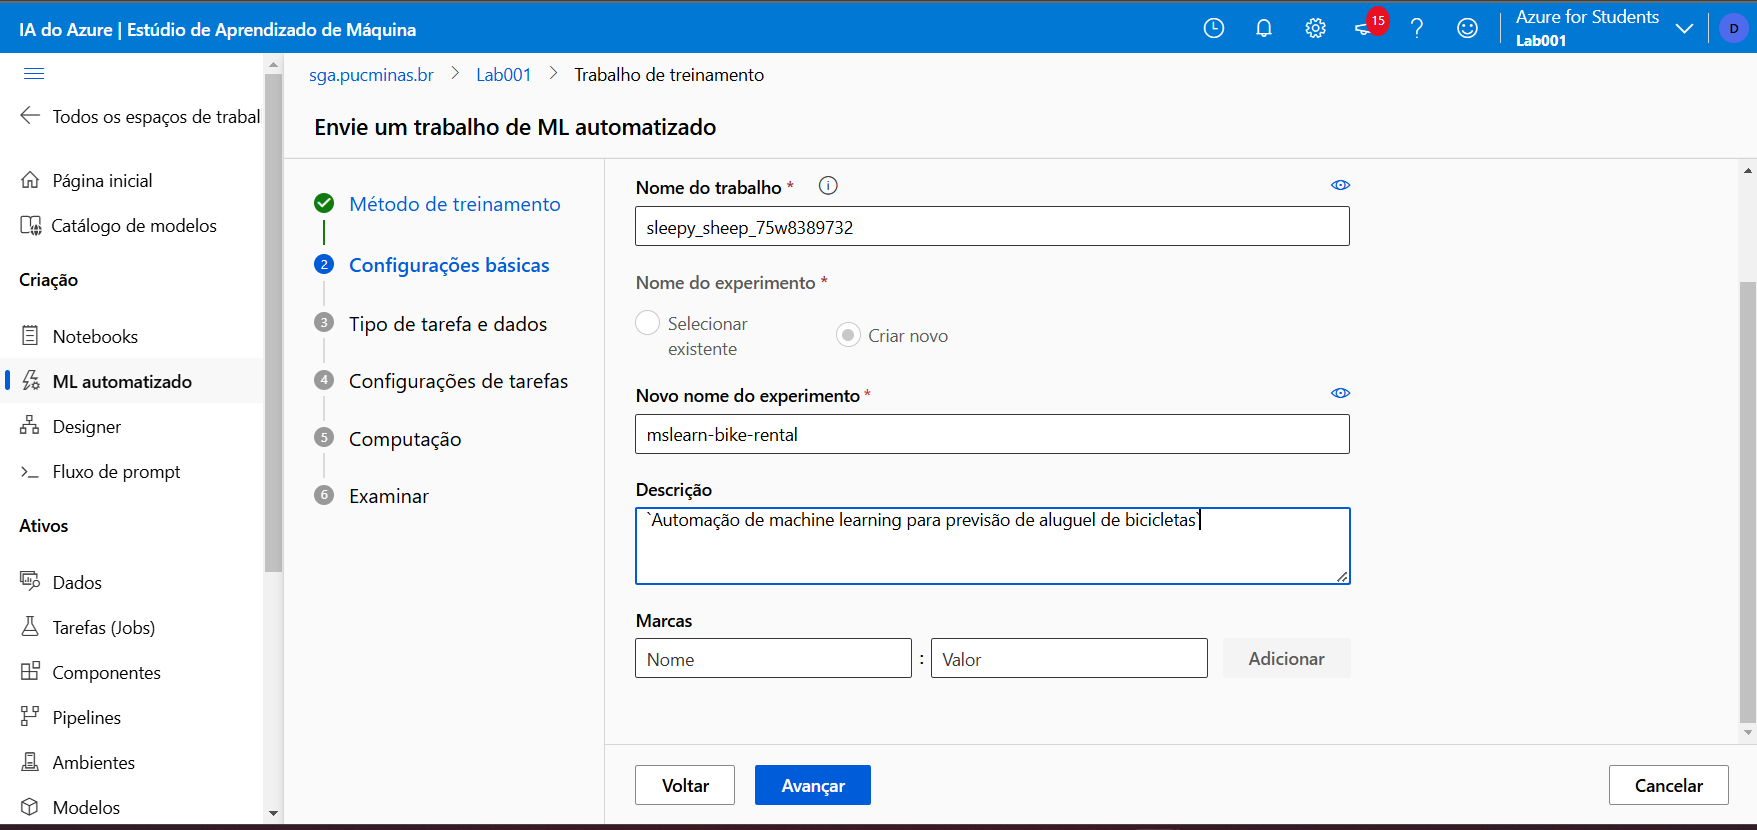 IA do Azure | Estúdio de Aprendizado de Máquina
15
Azure for Students
Lab001
D
Todos os espaços de trabal
Página inicial
Catálogo de modelos
Criação
Notebooks
ML automatizado
Designer
Fluxo de prompt
Ativos
Dados
Tarefas (Jobs)
Componentes
Pipelines
Ambientes
Modelos
sga.pucminas.br > Lab001 > Trabalho de treinamento
Envie um trabalho de ML automatizado
Método de treinamento
2 Configurações básicas
3 Tipo de tarefa e dados
4 Configurações de tarefas
5 Computação
6 Examinar
Nome do trabalho *
sleepy_sheep_75w8389732
Nome do experimento *
Selecionar
existente
Criar novo
Novo nome do experimento *
mslearn-bike-rental
Descrição
`Automação de machine learning para previsão de aluguel de bicicletas`
Marcas
Nome : Valor Adicionar
Voltar Avançar Cancelar